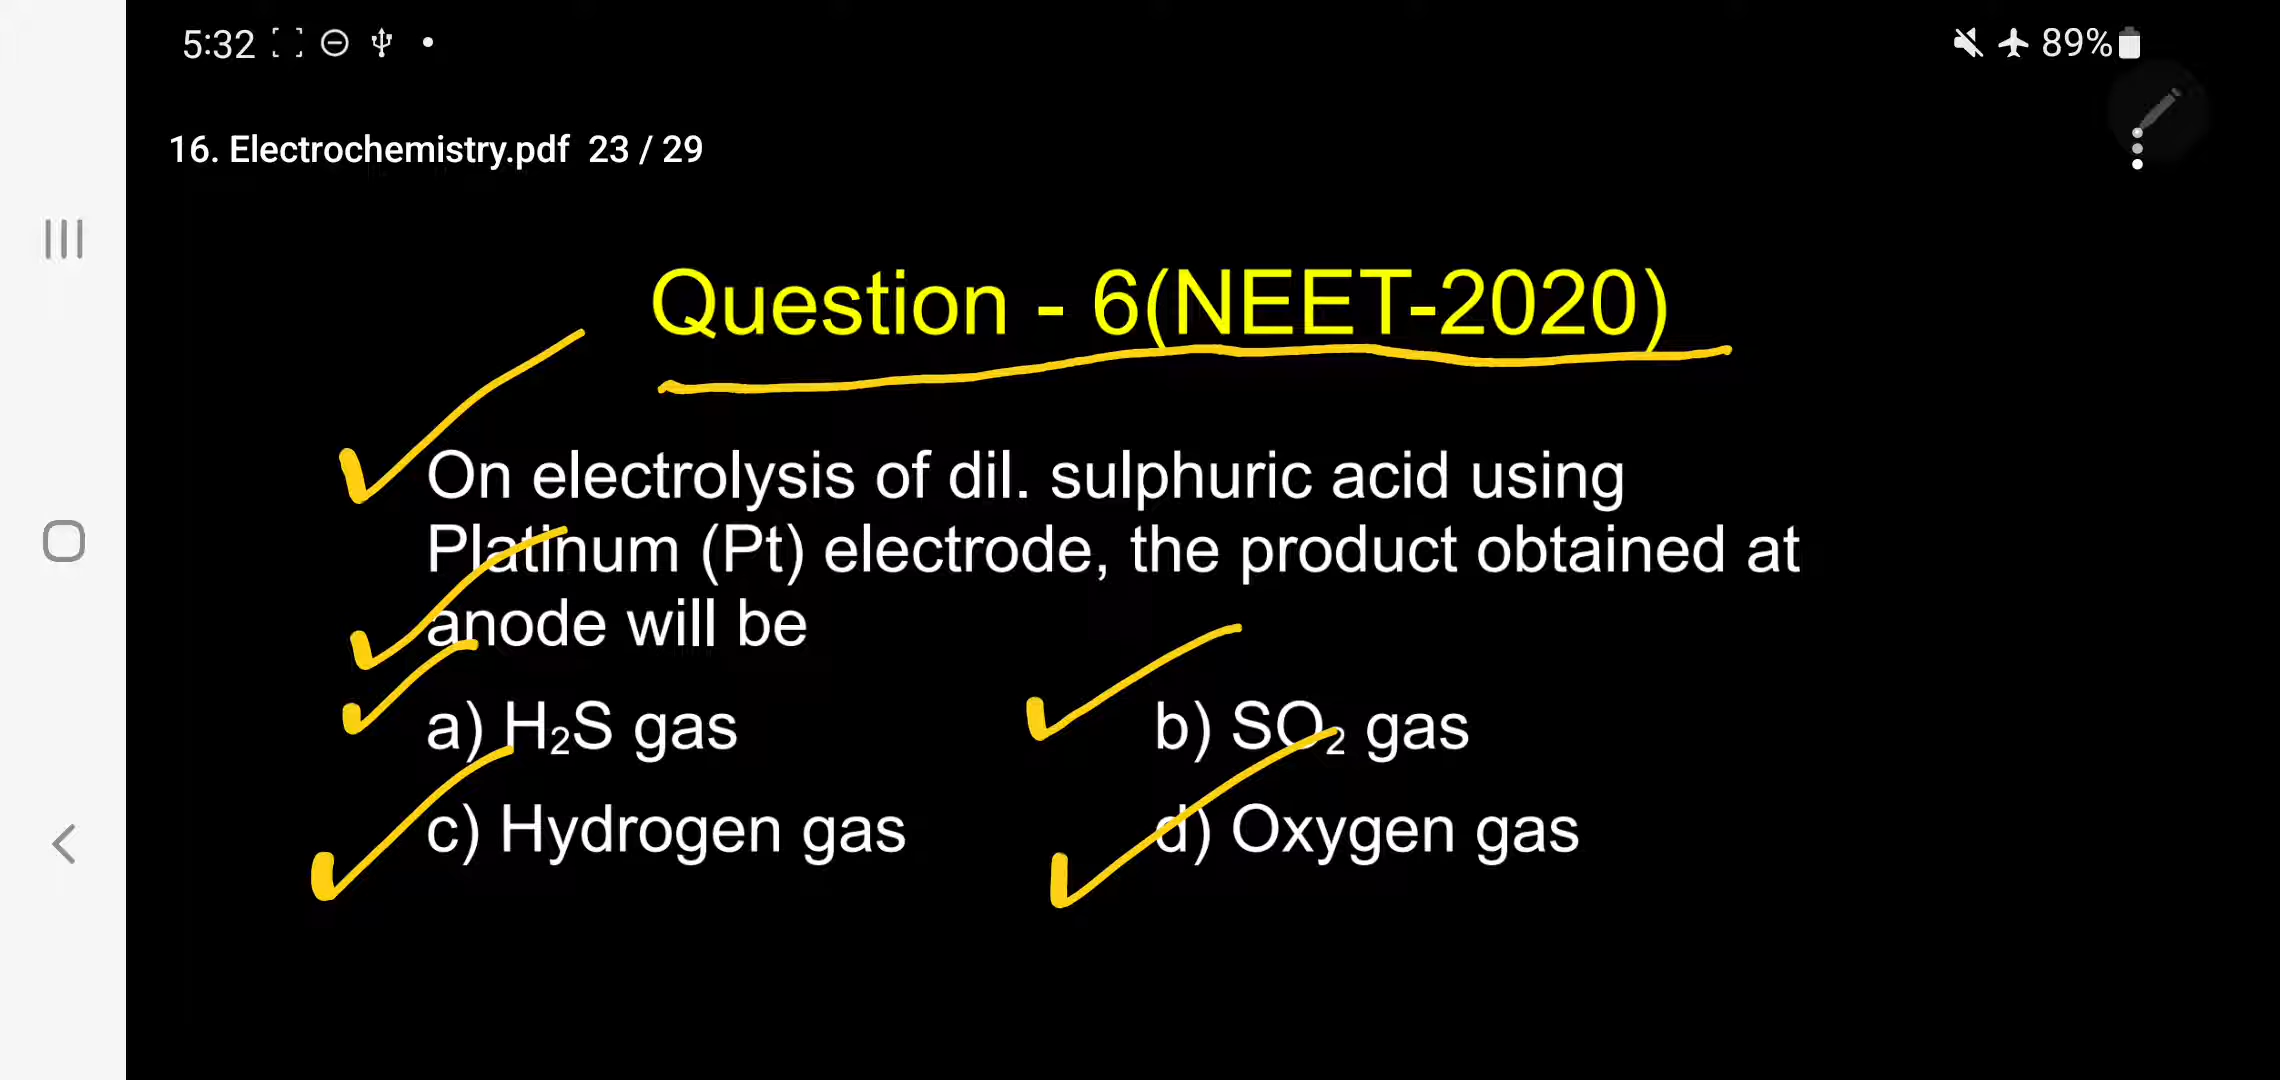 5:32
89%
16. Electrochemistry.pdf 23 / 29
Question - 6(NEET-2020)
On electrolysis of dil. sulphuric acid using
Platinum (Pt) electrode, the product obtained at
anode will be
a) H₂S gas b) SO₂ gas
c) Hydrogen gas d) Oxygen gas